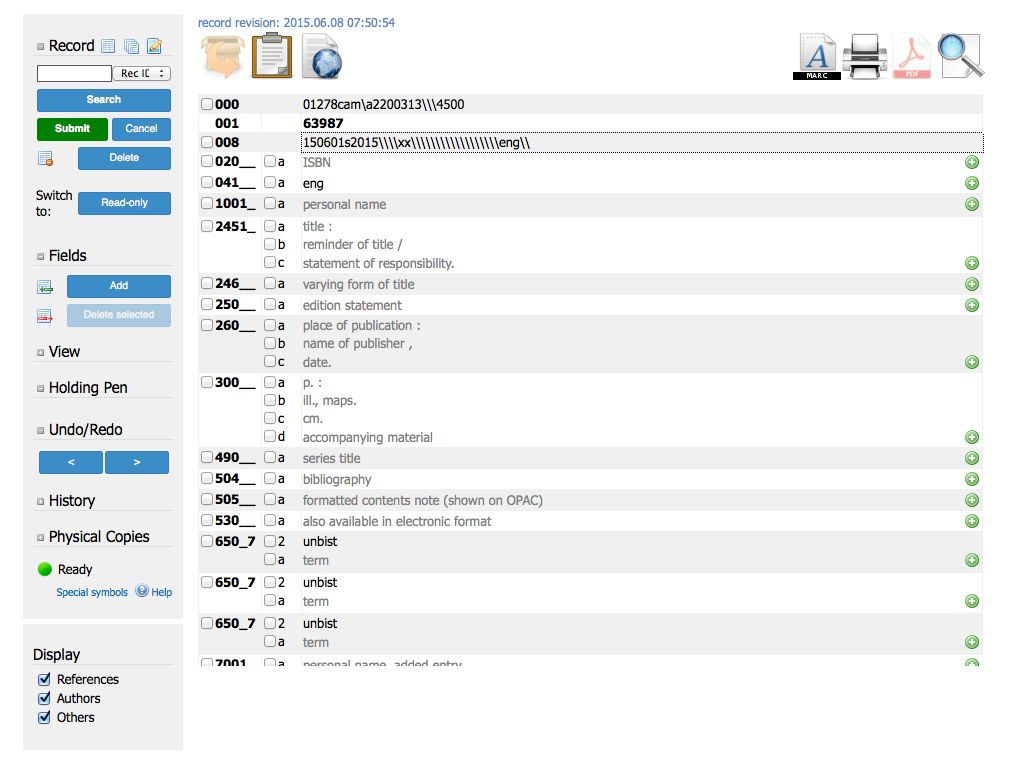 record revision: 2015.06.08 07:50:54
Record
Rec ID
Search
Submit Cancel
Delete
Switch to:
Read-only
Fields
Add
Delete selected
View
Holding Pen
Undo/Redo
< >
History
Physical Copies
Ready
Special symbols Help
Display
References
Authors
Others
A
MARC
PDF
000 01278cam\a2200313\\\4500
001 63987
008 150601s2015\\\\xx\\\\\\\\\\\\\\\\\\eng\\
020__ a ISBN
041__ a eng
1001_ a personal name
2451_ a title :
b reminder of title /
c statement of responsibility.
246__ a varying form of title
250__ a edition statement
260__ a place of publication :
b name of publisher ,
c date.
300__ a p. :
b ill., maps.
c cm.
d accompanying material
490__ a series title
504__ a bibliography
505__ a formatted contents note (shown on OPAC)
530__ a also available in electronic format
650_7 2 unbist
a term
650_7 2 unbist
a term
650_7 2 unbist
a term
7001_ a personal name, added entry